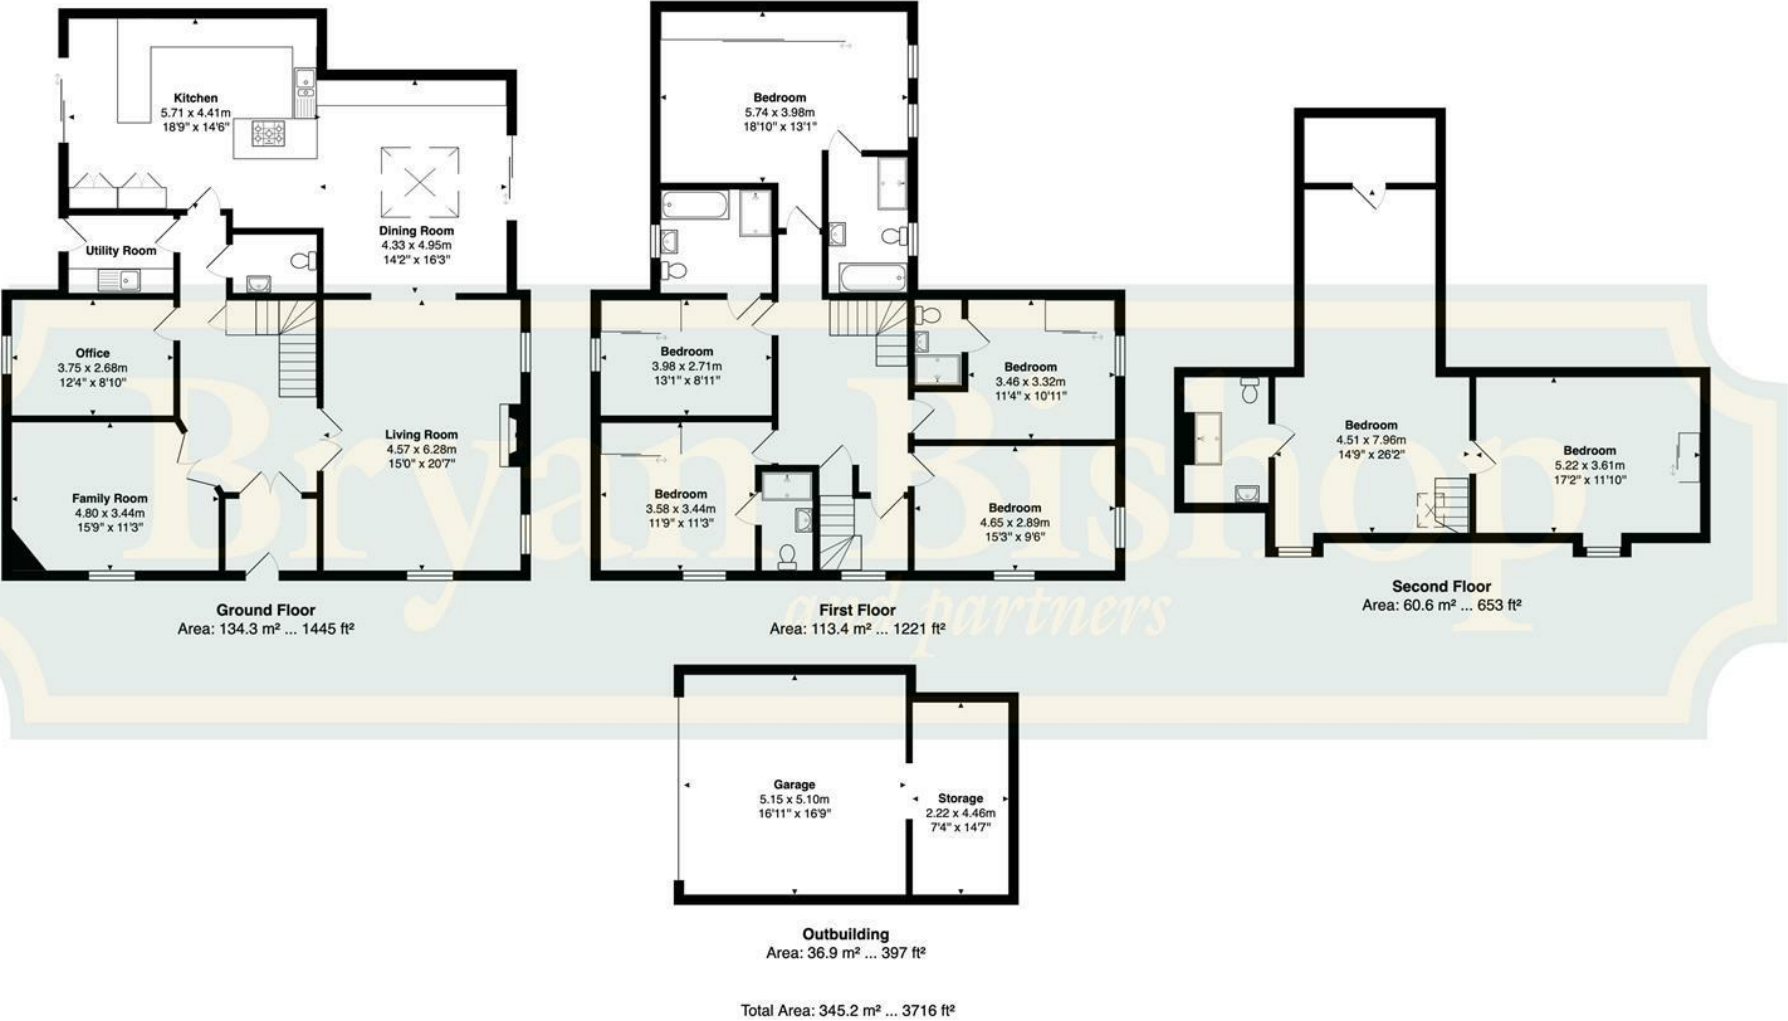 Kitchen
5.71 x 4.41m
18'9" x 14'6"
Dining Room
4.33 x 4.95m
14'2" x 16'3"
Utility Room
Office
3.75 x 2.68m
12'4" x 8'10"
Living Room
4.57 x 6.28m
15'0" x 20'7"
Family Room
4.80 x 3.44m
15'9" x 11'3"
Ground Floor
Area: 134.3 m² ... 1445 ft²
Bedroom
5.74 x 3.98m
18'10" x 13'1"
Bedroom
3.98 x 2.71m
13'1" x 8'11"
Bedroom
3.46 x 3.32m
11'4" x 10'11"
Bedroom
3.58 x 3.44m
11'9" x 11'3"
Bedroom
4.65 x 2.89m
15'3" x 9'6"
First Floor
Area: 113.4 m² ... 1221 ft²
Bedroom
4.51 x 7.96m
14'9" x 26'2"
Bedroom
5.22 x 3.61m
17'2" x 11'10"
Second Floor
Area: 60.6 m² ... 653 ft²
Bryan Bishop
and partners
Garage
5.15 x 5.10m
16'11" x 16'9"
Storage
2.22 x 4.46m
7'4" x 14'7"
Outbuilding
Area: 36.9 m² ... 397 ft²
Total Area: 345.2 m² ... 3716 ft²